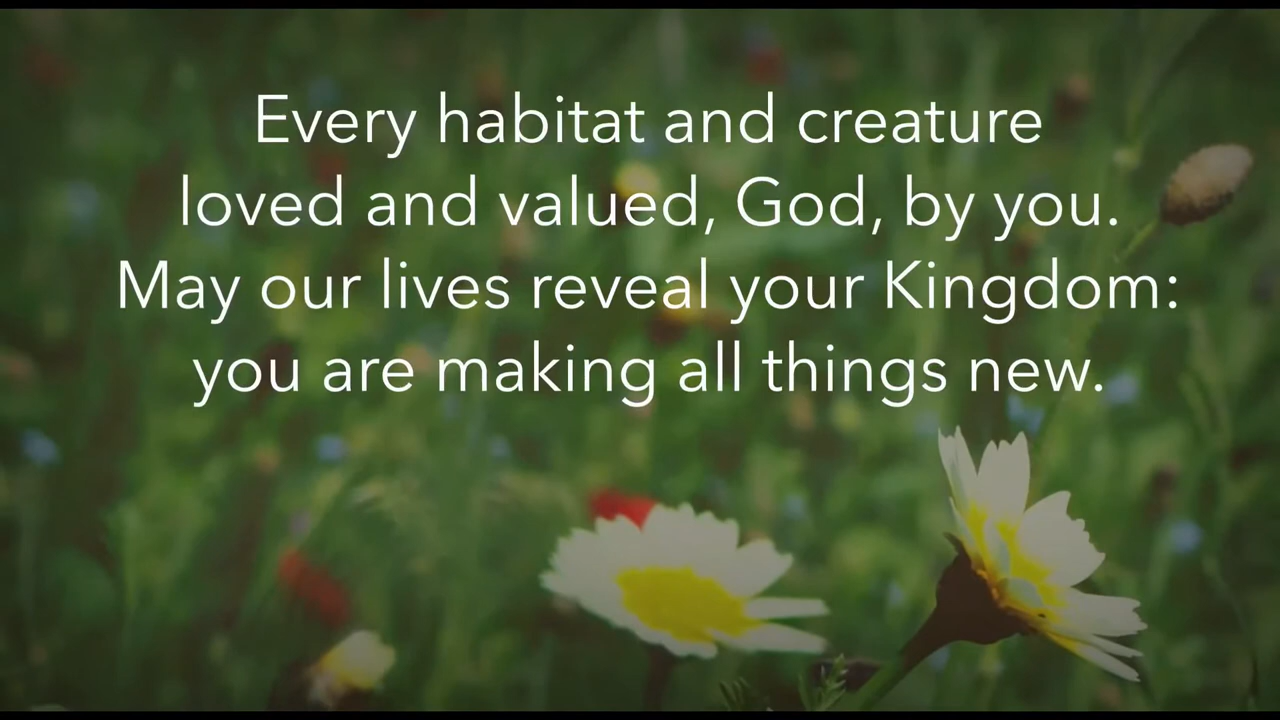 Every habitat and creature
loved and valued, God, by you.
May our lives reveal your Kingdom:
you are making all things new.